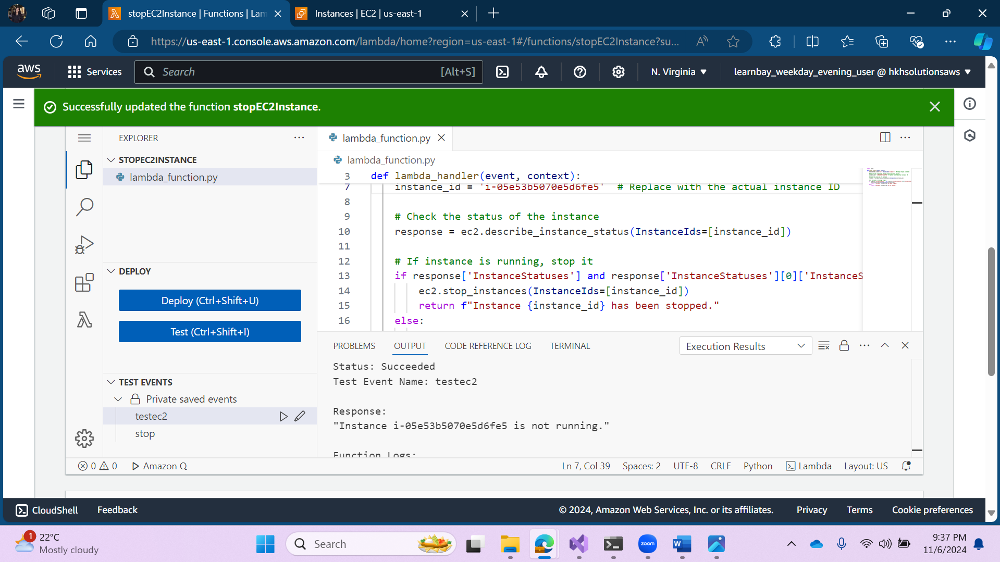 stopEC2Instance | Functions | Lam
Instances | EC2 | us-east-1
https://us-east-1.console.aws.amazon.com/lambda/home?region=us-east-1#/functions/stopEC2Instance?su...
aws
Services
Search
[Alt+S]
N. Virginia
learnbay_weekday_evening_user @ hkhsolutionsaws
Successfully updated the function stopEC2Instance.
EXPLORER
STOPEC2INSTANCE
lambda_function.py
DEPLOY
Deploy (Ctrl+Shift+U)
Test (Ctrl+Shift+I)
TEST EVENTS
Private saved events
testec2
stop
lambda_function.py
lambda_function.py
3 def lambda_handler(event, context):
7 instance_id = 'i-05e53b5070e5d6fe5' # Replace with the actual instance ID
8
9 # Check the status of the instance
10 response = ec2.describe_instance_status(InstanceIds=[instance_id])
11
12 # If instance is running, stop it
13 if response['InstanceStatuses'] and response['InstanceStatuses'][0]['InstanceS
14 ec2.stop_instances(InstanceIds=[instance_id])
15 return f"Instance {instance_id} has been stopped."
16 else:
PROBLEMS
OUTPUT
CODE REFERENCE LOG
TERMINAL
Execution Results
Status: Succeeded
Test Event Name: testec2
Response:
"Instance i-05e53b5070e5d6fe5 is not running."
Function Logs:
0 0
Amazon Q
Ln 7, Col 39
Spaces: 2
UTF-8
CRLF
Python
Lambda
Layout: US
CloudShell
Feedback
© 2024, Amazon Web Services, Inc. or its affiliates.
Privacy
Terms
Cookie preferences
1
22°C
Mostly cloudy
Search
zoom
W
9:37 PM
11/6/2024